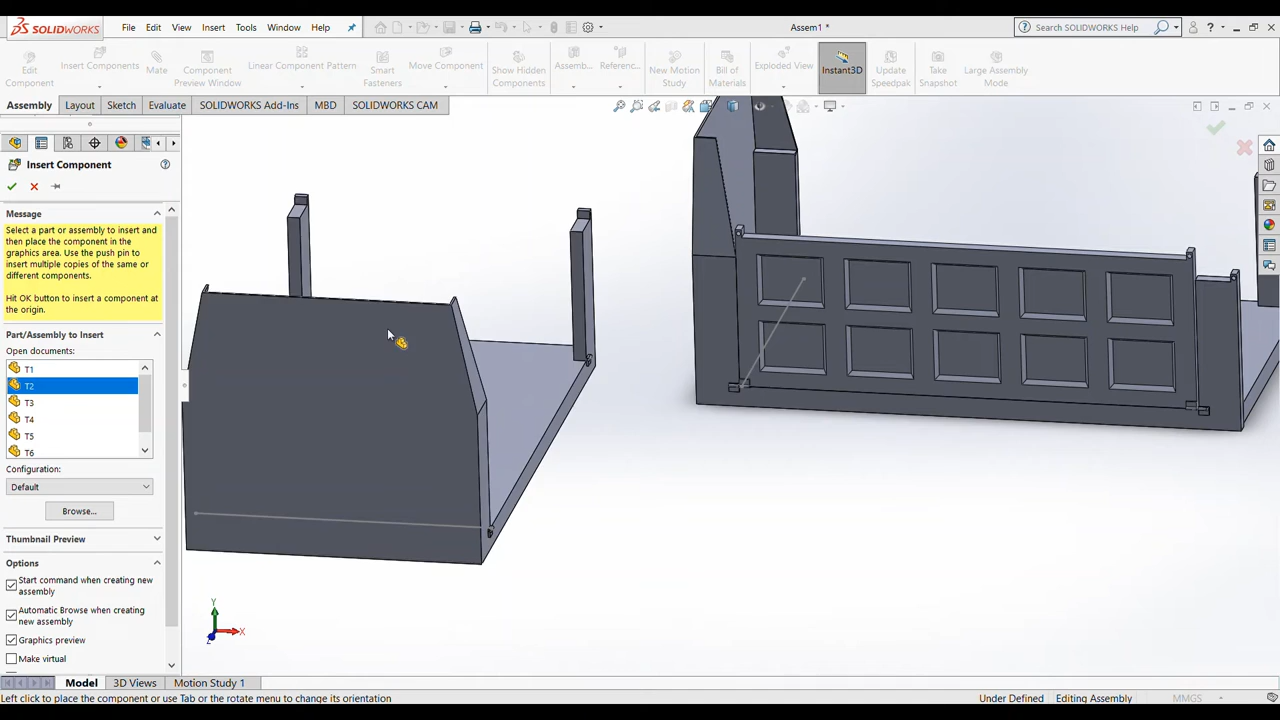 SOLIDWORKS File Edit View Insert Tools Window Help Assem1 * Search SOLIDWORKS Help ?
Edit Component
Insert Components
Mate
Component Preview Window
Linear Component Pattern
Smart Fasteners
Move Component
Show Hidden Components
Assemb...
Referenc...
New Motion Study
Bill of Materials
Exploded View
Instant3D
Update Speedpak
Take Snapshot
Large Assembly Mode
Assembly Layout Sketch Evaluate SOLIDWORKS Add-Ins MBD SOLIDWORKS CAM
Insert Component
Message
Select a part or assembly to insert and
then place the component in the
graphics area. Use the push pin to
insert multiple copies of the same or
different components.
Hit OK button to insert a component at
the origin.
Part/Assembly to Insert
Open documents:
T1
T2
T3
T4
T5
T6
Configuration:
Default
Browse...
Thumbnail Preview
Options
Start command when creating new
assembly
Automatic Browse when creating
new assembly
Graphics preview
Make virtual
Y
X
Z
Model 3D Views Motion Study 1
Left click to place the component or use Tab or the rotate menu to change its orientation Under Defined Editing Assembly MMGS